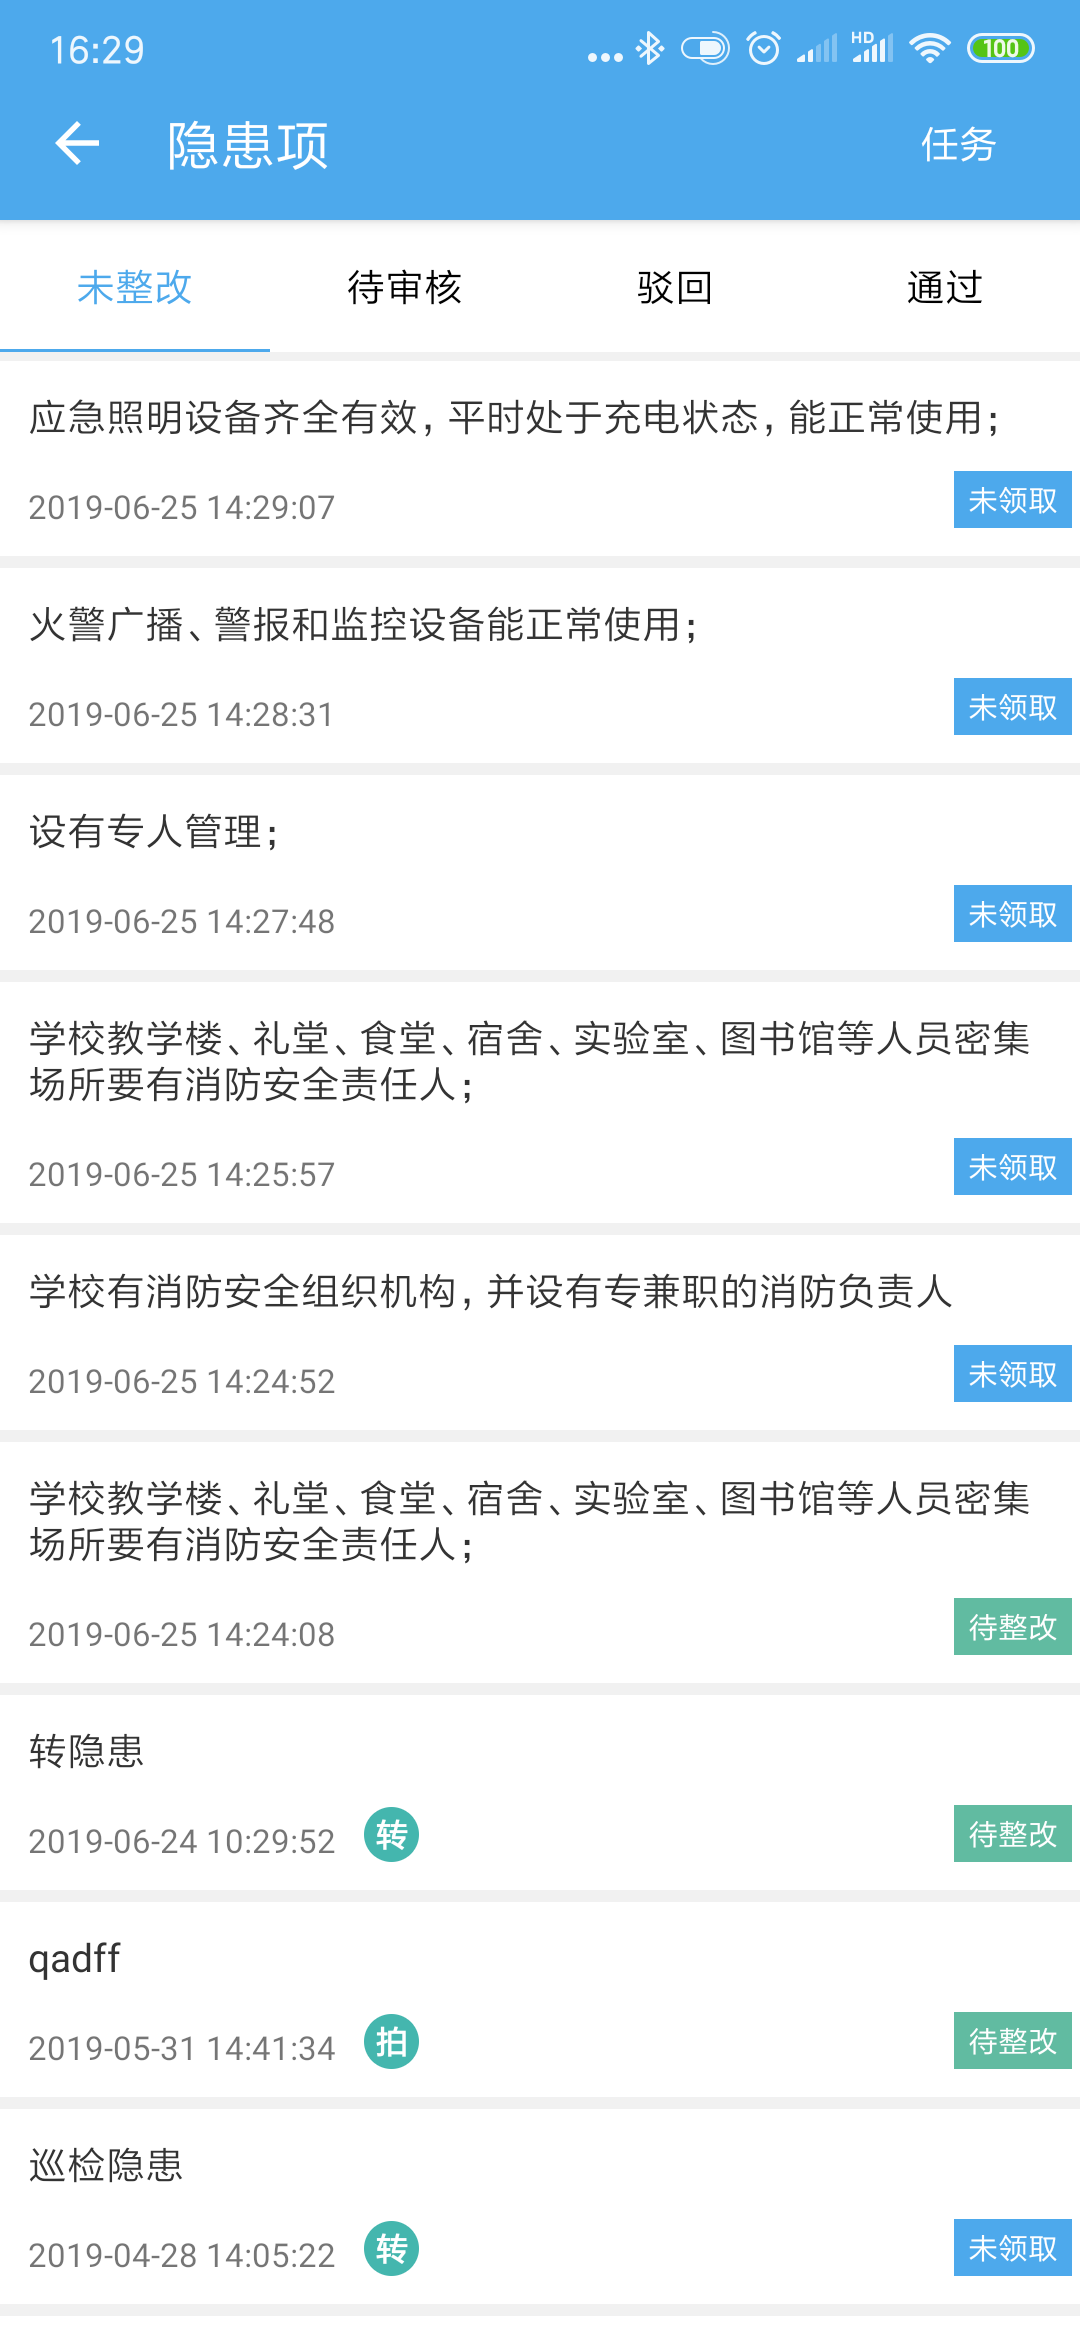 16:29
HD
100
隐患项
任务
未整改 待审核 驳回 通过
应急照明设备齐全有效，平时处于充电状态，能正常使用；
2019-06-25 14:29:07
未领取
火警广播、警报和监控设备能正常使用；
2019-06-25 14:28:31
未领取
设有专人管理；
2019-06-25 14:27:48
未领取
学校教学楼、礼堂、食堂、宿舍、实验室、图书馆等人员密集
场所要有消防安全责任人；
2019-06-25 14:25:57
未领取
学校有消防安全组织机构，并设有专兼职的消防负责人
2019-06-25 14:24:52
未领取
学校教学楼、礼堂、食堂、宿舍、实验室、图书馆等人员密集
场所要有消防安全责任人；
2019-06-25 14:24:08
待整改
转隐患
2019-06-24 10:29:52
转
待整改
qadff
2019-05-31 14:41:34
拍
待整改
巡检隐患
2019-04-28 14:05:22
转
未领取